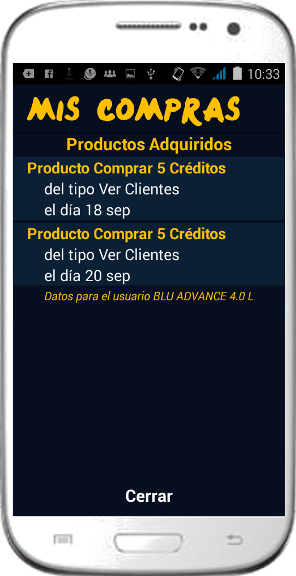 10:33
MIS COMPRAS
Productos Adquiridos
Producto Comprar 5 Créditos
del tipo Ver Clientes
el día 18 sep
Producto Comprar 5 Créditos
del tipo Ver Clientes
el día 20 sep
Datos para el usuario BLU ADVANCE 4.0 L
Cerrar